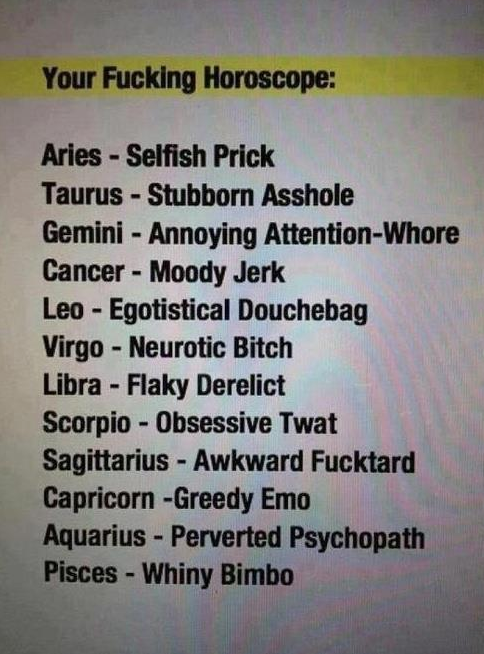 Your Fucking Horoscope:
Aries - Selfish Prick
Taurus - Stubborn Asshole
Gemini - Annoying Attention-Whore
Cancer - Moody Jerk
Leo - Egotistical Douchebag
Virgo - Neurotic Bitch
Libra - Flaky Derelict
Scorpio - Obsessive Twat
Sagittarius - Awkward Fucktard
Capricorn -Greedy Emo
Aquarius - Perverted Psychopath
Pisces - Whiny Bimbo